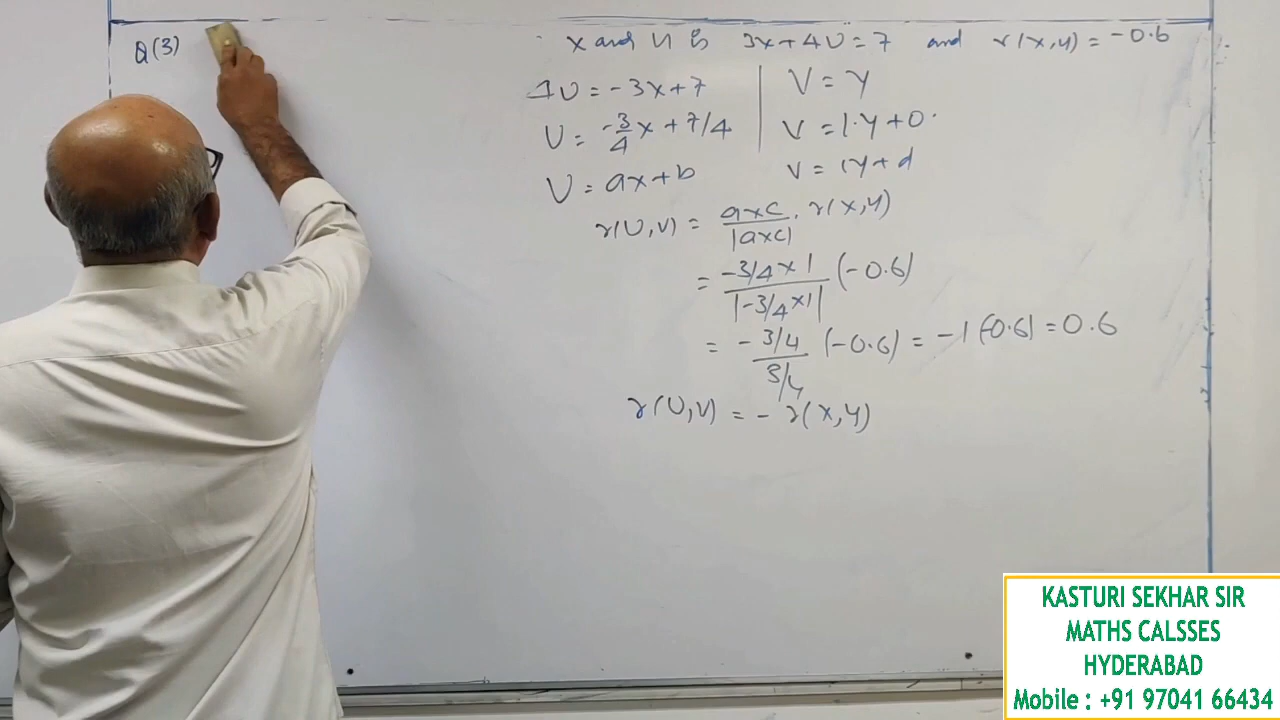 Q(3)
x and U is 3x+4U=7 and r(x,y) = -0.6
4U = -3x+7
V = y
U = -3/4 x + 7/4
V = 1.y+0.
U = ax+b
V = cy+d
r(U,V) = axc/|axc| . r(x,y)
= -3/4 x 1/|-3/4 x 1| (-0.6)
= -3/4/3/4 (-0.6) = -1(-0.6) = 0.6
r(U,V) = - r(x,y)
KASTURI SEKHAR SIR
MATHS CALSSES
HYDERABAD
Mobile : +91 97041 66434